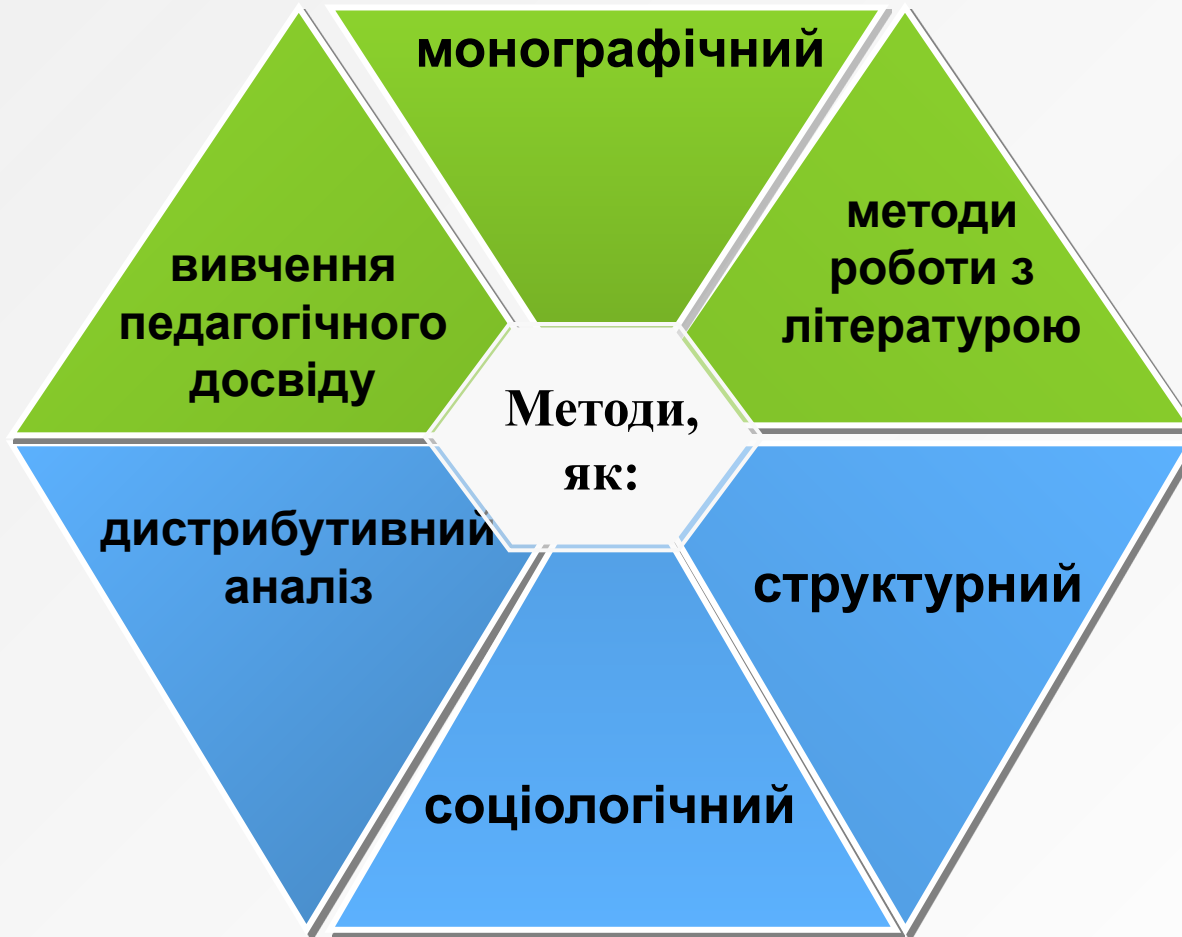 монографічний
методи
роботи з
літературою
вивчення
педагогічного
досвіду
Методи,
як:
дистрибутивний
аналіз
структурний
соціологічний